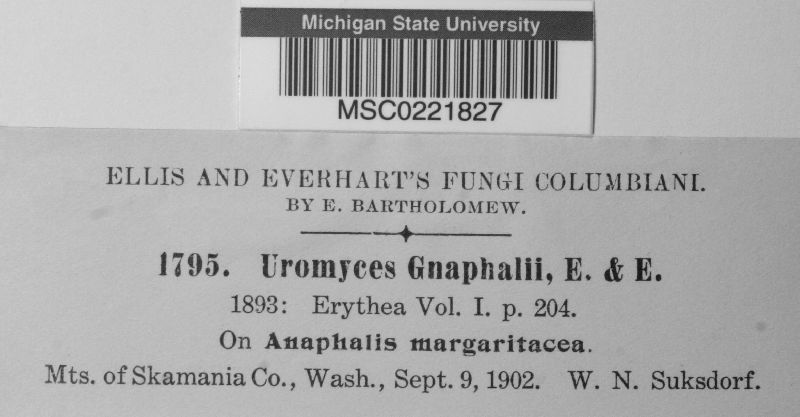 Michigan State University
MSC0221827
ELLIS AND EVERHART'S FUNGI COLUMBIANI.
BY E. BARTHOLOMEW.
1795. Uromyces Gnaphalii, E. & E.
1893: Erythea Vol. I. p. 204.
On Anaphalis margaritacea.
Mts. of Skamania Co., Wash., Sept. 9, 1902. W. N. Suksdorf.